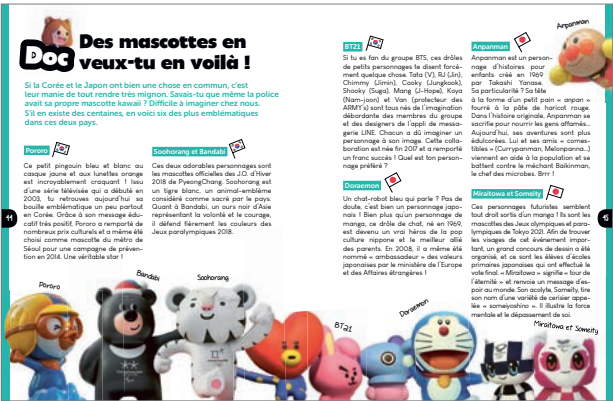 Doc
Des mascottes en
veux-tu en voilà !
Si la Corée et le Japon ont bien une chose en commun, c'est
leur manie de tout rendre très mignon. Savais-tu que même la police
avait sa propre mascotte kawaii ? Difficile à imaginer chez nous.
S'il en existe des centaines, en voici six des plus emblématiques
dans ces deux pays.
Pororo
Ce petit pingouin bleu et blanc au
casque jaune et aux lunettes orange
est incroyablement craquant ! Issu
d'une série télévisée qui a débuté en
2003, tu retrouves aujourd'hui sa
bouille emblématique un peu partout
en Corée. Grâce à son message édu-
catif très positif, Pororo a remporté de
nombreux prix culturels et a même été
choisi comme mascotte du métro de
Séoul pour une campagne de préven-
tion en 2014. Une véritable star !
Soohorang et Bandabi
Ces deux adorables personnages sont
les mascottes officielles des J.O. d'Hiver
2018 de PyeongChang. Soohorang est
un tigre blanc, un animal-emblème
considéré comme sacré par le pays.
Quant à Bandabi, un ours noir d'Asie
représentant la volonté et le courage,
il défend fièrement les couleurs des
Jeux paralympiques 2018.
BT21
Si tu es fan du groupe BTS, ces drôles
de petits personnages te disent forcé-
ment quelque chose. Tata (V), RJ (Jin),
Chimmy (Jimin), Cooky (Jungkook),
Shooky (Suga), Mang (J-Hope), Koya
(Nam-joon) et Van (protecteur des
ARMY's) sont tous nés de l'imagination
débordante des membres du groupe
et des designers de l'appli de messa-
gerie LINE. Chacun a dû imaginer un
personnage à son image. Cette colla-
boration est née fin 2017 et a remporté
un franc succès ! Quel est ton person-
nage préféré ?
Doraemon
Un chat-robot bleu qui parle ? Pas de
doute, c'est bien un personnage japo-
nais ! Bien plus qu'un personnage de
manga, ce drôle de chat, né en 1969,
est devenu un vrai héros de la pop
culture nippone et le meilleur allié
des parents. En 2008, il a même été
nommé « ambassadeur » des valeurs
japonaises par le ministère de l'Europe
et des Affaires étrangères !
Anpanman
Anpanman
Anpanman est un person-
nage d'histoires pour
enfants créé en 1969
par Takashi Yanase.
Sa particularité ? Sa tête
à la forme d'un petit pain « anpan »
fourré à la pâte de haricot rouge.
Dans l'histoire originale, Anpanman se
sacrifie pour nourrir les gens affamés...
Aujourd'hui, ses aventures sont plus
édulcorées. Lui et ses amis « comes-
tibles » (Currypanman, Melonpanna...)
viennent en aide à la population et se
battent contre le méchant Baikinman,
le chef des microbes. Brrr !
Miraitowa et Someity
Ces personnages futuristes semblent
tout droit sortis d'un manga ! Ils sont les
mascottes des Jeux olympiques et para-
lympiques de Tokyo 2021. Afin de trouver
les visages de cet événement impor-
tant, un grand concours de dessin a été
organisé, et ce sont les élèves d'écoles
primaires japonaises qui ont effectué le
vote final. « Miraitowa » signifie « tour de
l'éternité » et renvoie un message d'es-
poir au monde. Son acolyte, Someity, tire
son nom d'une variété de cerisier appe-
lée « someiyoshino ». Il illustre la force
mentale et le dépassement de soi.
44
45
Pororo
Bandabi
Soohorang
BT21
Doraemon
Miraitowa et Someity